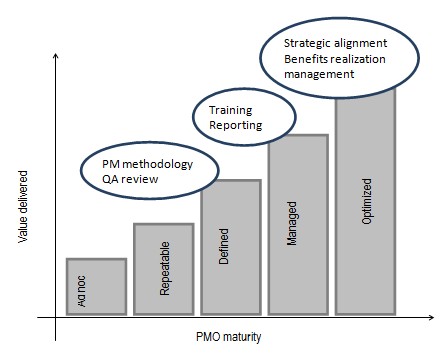 Strategic alignment
Benefits realization
management
Training
Reporting
PM methodology
QA review
Value delivered
Ad hoc
Repeatable
Defined
Managed
Optimized
PMO maturity